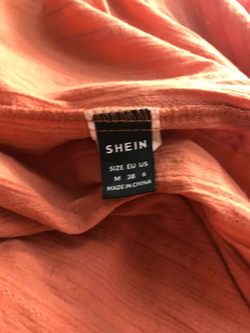 SHEIN
SIZE EU US
M 38 6
MADE IN CHINA